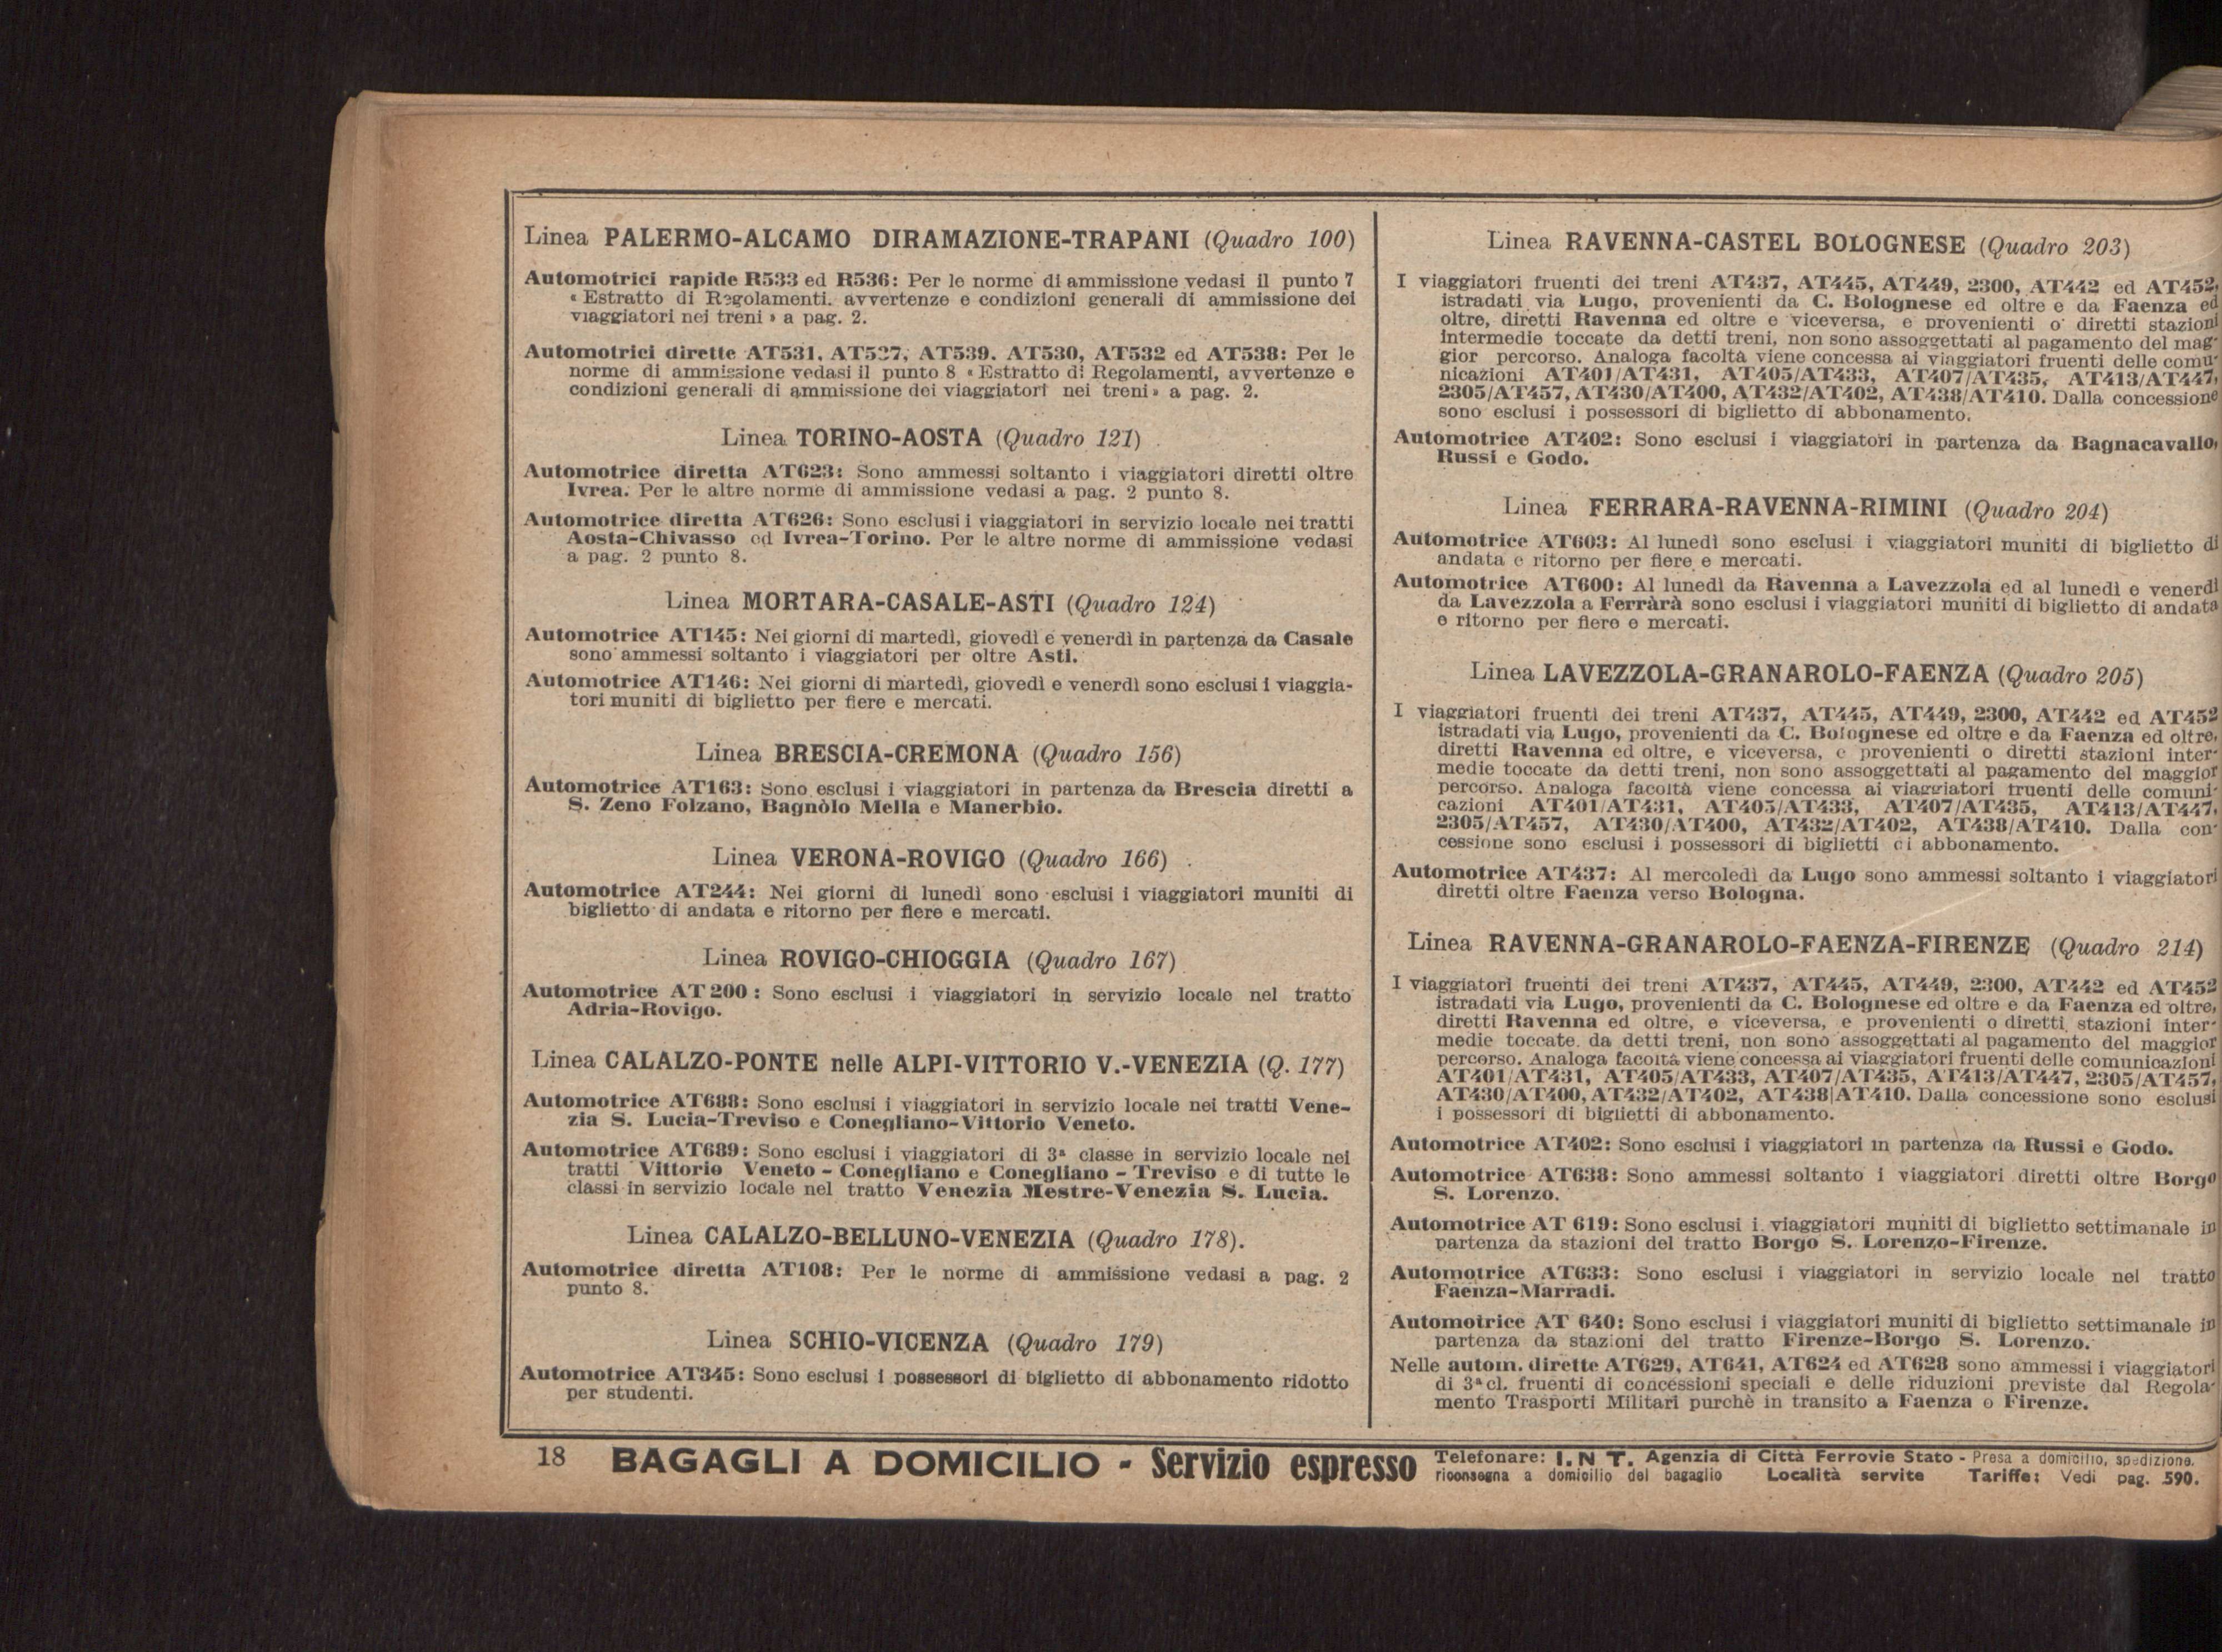 Linea PALERMO-ALCAMO DIRAMAZIONE-TRAPANI (Quadro 100)
Automotrici rapide R533 ed R536: Per le norme di ammissione vedasi il punto 7
« Estratto di Regolamenti. avvertenze e condizioni generali di ammissione dei
viaggiatori nei treni » a pag. 2.
Automotrici dirette AT531. AT527, AT539. AT530, AT532 ed AT538: Per le
norme di ammissione vedasi il punto 8 « Estratto di Regolamenti, avvertenze e
condizioni generali di ammissione dei viaggiatori nei treni » a pag. 2.
Linea TORINO-AOSTA (Quadro 121)
Automotrice diretta AT623: Sono ammessi soltanto i viaggiatori diretti oltre
Ivrea. Per le altre norme di ammissione vedasi a pag. 2 punto 8.
Automotrice diretta AT626: Sono esclusi i viaggiatori in servizio locale nei tratti
Aosta-Chivasso ed Ivrea-Torino. Per le altre norme di ammissione vedasi
a pag. 2 punto 8.
Linea MORTARA-CASALE-ASTI (Quadro 124)
Automotrice AT145: Nei giorni di martedì, giovedì e venerdì in partenza da Casale
sono ammessi soltanto i viaggiatori per oltre Asti.
Automotrice AT146: Nei giorni di martedì, giovedì e venerdì sono esclusi i viaggia-
tori muniti di biglietto per fiere e mercati.
Linea BRESCIA-CREMONA (Quadro 156)
Automotrice AT163: Sono esclusi i viaggiatori in partenza da Brescia diretti a
S. Zeno Folzano, Bagnòlo Mella e Manerbio.
Linea VERONA-ROVIGO (Quadro 166)
Automotrice AT244: Nei giorni di lunedì sono esclusi i viaggiatori muniti di
biglietto di andata e ritorno per fiere e mercati.
Linea ROVIGO-CHIOGGIA (Quadro 167)
Automotrice AT 200: Sono esclusi i viaggiatori in servizio locale nel tratto
Adria-Rovigo.
Linea CALALZO-PONTE nelle ALPI-VITTORIO V.-VENEZIA (Q. 177)
Automotrice AT688: Sono esclusi i viaggiatori in servizio locale nei tratti Vene-
zia S. Lucia-Treviso e Conegliano-Vittorio Veneto.
Automotrice AT689: Sono esclusi i viaggiatori di 3ª classe in servizio locale nei
tratti Vittorio Veneto - Conegliano e Conegliano - Treviso e di tutte le
classi in servizio locale nel tratto Venezia Mestre-Venezia S. Lucia.
Linea CALALZO-BELLUNO-VENEZIA (Quadro 178).
Automotrice diretta AT108: Per le norme di ammissione vedasi a pag. 2
punto 8.
Linea SCHIO-VICENZA (Quadro 179)
Automotrice AT345: Sono esclusi i possessori di biglietto di abbonamento ridotto
per studenti.
Linea RAVENNA-CASTEL BOLOGNESE (Quadro 203)
I viaggiatori fruenti dei treni AT437, AT445, AT449, 2300, AT442 ed AT452,
istradati via Lugo, provenienti da C. Bolognese ed oltre e da Faenza ed
oltre, diretti Ravenna ed oltre e viceversa, e provenienti o diretti stazioni
intermedie toccate da detti treni, non sono assoggettati al pagamento del mag-
gior percorso. Analoga facoltà viene concessa ai viaggiatori fruenti delle comu-
nicazioni AT401/AT431, AT405/AT433, AT407/AT435, AT413/AT447,
2305/AT457, AT430/AT400, AT432/AT402, AT438/AT410. Dalla concessione
sono esclusi i possessori di biglietto di abbonamento.
Automotrice AT402: Sono esclusi i viaggiatori in partenza da Bagnacavallo,
Russi e Godo.
Linea FERRARA-RAVENNA-RIMINI (Quadro 204)
Automotrice AT603: Al lunedì sono esclusi i viaggiatori muniti di biglietto di
andata e ritorno per fiere e mercati.
Automotrice AT600: Al lunedì da Ravenna a Lavezzola ed al lunedì e venerdì
da Lavezzola a Ferràrà sono esclusi i viaggiatori muniti di biglietto di andata
e ritorno per fiere e mercati.
Linea LAVEZZOLA-GRANAROLO-FAENZA (Quadro 205)
I viaggiatori fruenti dei treni AT437, AT445, AT449, 2300, AT442 ed AT452
istradati via Lugo, provenienti da C. Bolognese ed oltre e da Faenza ed oltre,
diretti Ravenna ed oltre, e viceversa, e provenienti o diretti stazioni inter-
medie toccate da detti treni, non sono assoggettati al pagamento del maggior
percorso. Analoga facoltà viene concessa ai viaggiatori fruenti delle comuni-
cazioni AT401/AT431, AT405/AT433, AT407/AT435, AT413/AT447,
2305/AT457, AT430/AT400, AT432/AT402, AT438/AT410. Dalla con-
cessione sono esclusi i possessori di biglietti di abbonamento.
Automotrice AT437: Al mercoledì da Lugo sono ammessi soltanto i viaggiatori
diretti oltre Faenza verso Bologna.
Linea RAVENNA-GRANAROLO-FAENZA-FIRENZE (Quadro 214)
I viaggiatori fruenti dei treni AT437, AT445, AT449, 2300, AT442 ed AT452
istradati via Lugo, provenienti da C. Bolognese ed oltre e da Faenza ed oltre,
diretti Ravenna ed oltre, e viceversa, e provenienti o diretti stazioni inter-
medie toccate da detti treni, non sono assoggettati al pagamento del maggior
percorso. Analoga facoltà viene concessa ai viaggiatori fruenti delle comunicazioni
AT401/AT431, AT405/AT433, AT407/AT435, AT413/AT447, 2305/AT457,
AT430/AT400, AT432/AT402, AT438|AT410. Dalla concessione sono esclusi
i possessori di biglietti di abbonamento.
Automotrice AT402: Sono esclusi i viaggiatori in partenza da Russi e Godo.
Automotrice AT638: Sono ammessi soltanto i viaggiatori diretti oltre Borgo
S. Lorenzo.
Automotrice AT 619: Sono esclusi i viaggiatori muniti di biglietto settimanale in
partenza da stazioni del tratto Borgo S. Lorenzo-Firenze.
Automotrice AT633: Sono esclusi i viaggiatori in servizio locale nel tratto
Faenza-Marradi.
Automotrice AT 640: Sono esclusi i viaggiatori muniti di biglietto settimanale in
partenza da stazioni del tratto Firenze-Borgo S. Lorenzo.
Nelle autom. dirette AT629, AT641, AT624 ed AT628 sono ammessi i viaggiatori
di 3ª cl. fruenti di concessioni speciali e delle riduzioni previste dal Regola-
mento Trasporti Militari purchè in transito a Faenza o Firenze.
18 BAGAGLI A DOMICILIO - Servizio espresso
Telefonare: I. N T. Agenzia di Città Ferrovie Stato - Presa a domicilio, spedizione.
riconsegna a domicilio del bagaglio Località servite Tariffe: Vedi pag. 590.